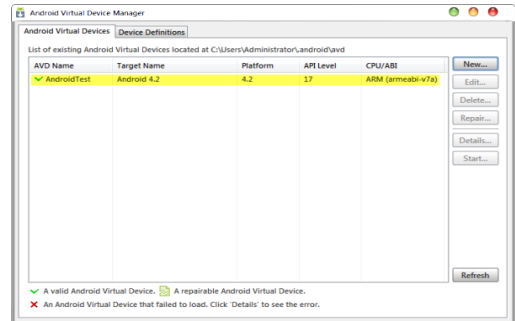 Android Virtual Device Manager
Android Virtual Devices Device Definitions
List of existing Android Virtual Devices located at C:\Users\Administrator\.android\avd
AVD Name Target Name Platform API Level CPU/ABI New...
AndroidTest Android 4.2 4.2 17 ARM (armeabi-v7a) Edit...
Delete...
Repair...
Details...
Start...
Refresh
A valid Android Virtual Device. A repairable Android Virtual Device.
An Android Virtual Device that failed to load. Click 'Details' to see the error.